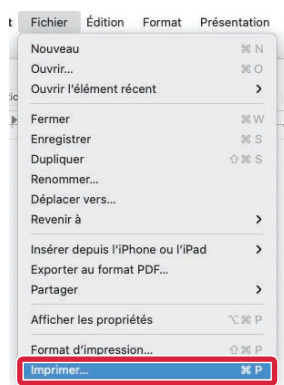 t Fichier Édition Format Présentation
Nouveau ⌘ N
Ouvrir... ⌘ O
Ouvrir l'élément récent >
Fermer ⌘ W
Enregistrer ⌘ S
Dupliquer ⇧ ⌘ S
Renommer...
Déplacer vers...
Revenir à >
Insérer depuis l'iPhone ou l'iPad >
Exporter au format PDF...
Partager >
Afficher les propriétés ⌥ ⌘ P
Format d'impression... ⇧ ⌘ P
Imprimer... ⌘ P